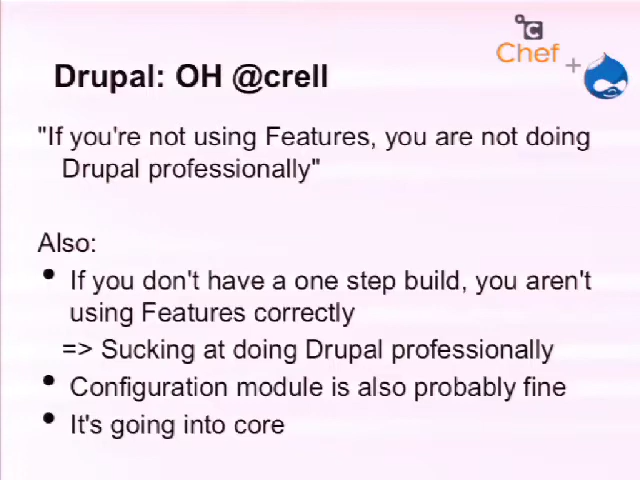 Chef
Drupal: OH @crell
"If you're not using Features, you are not doing
Drupal professionally"
Also:
• If you don't have a one step build, you aren't
using Features correctly
=> Sucking at doing Drupal professionally
• Configuration module is also probably fine
• It's going into core